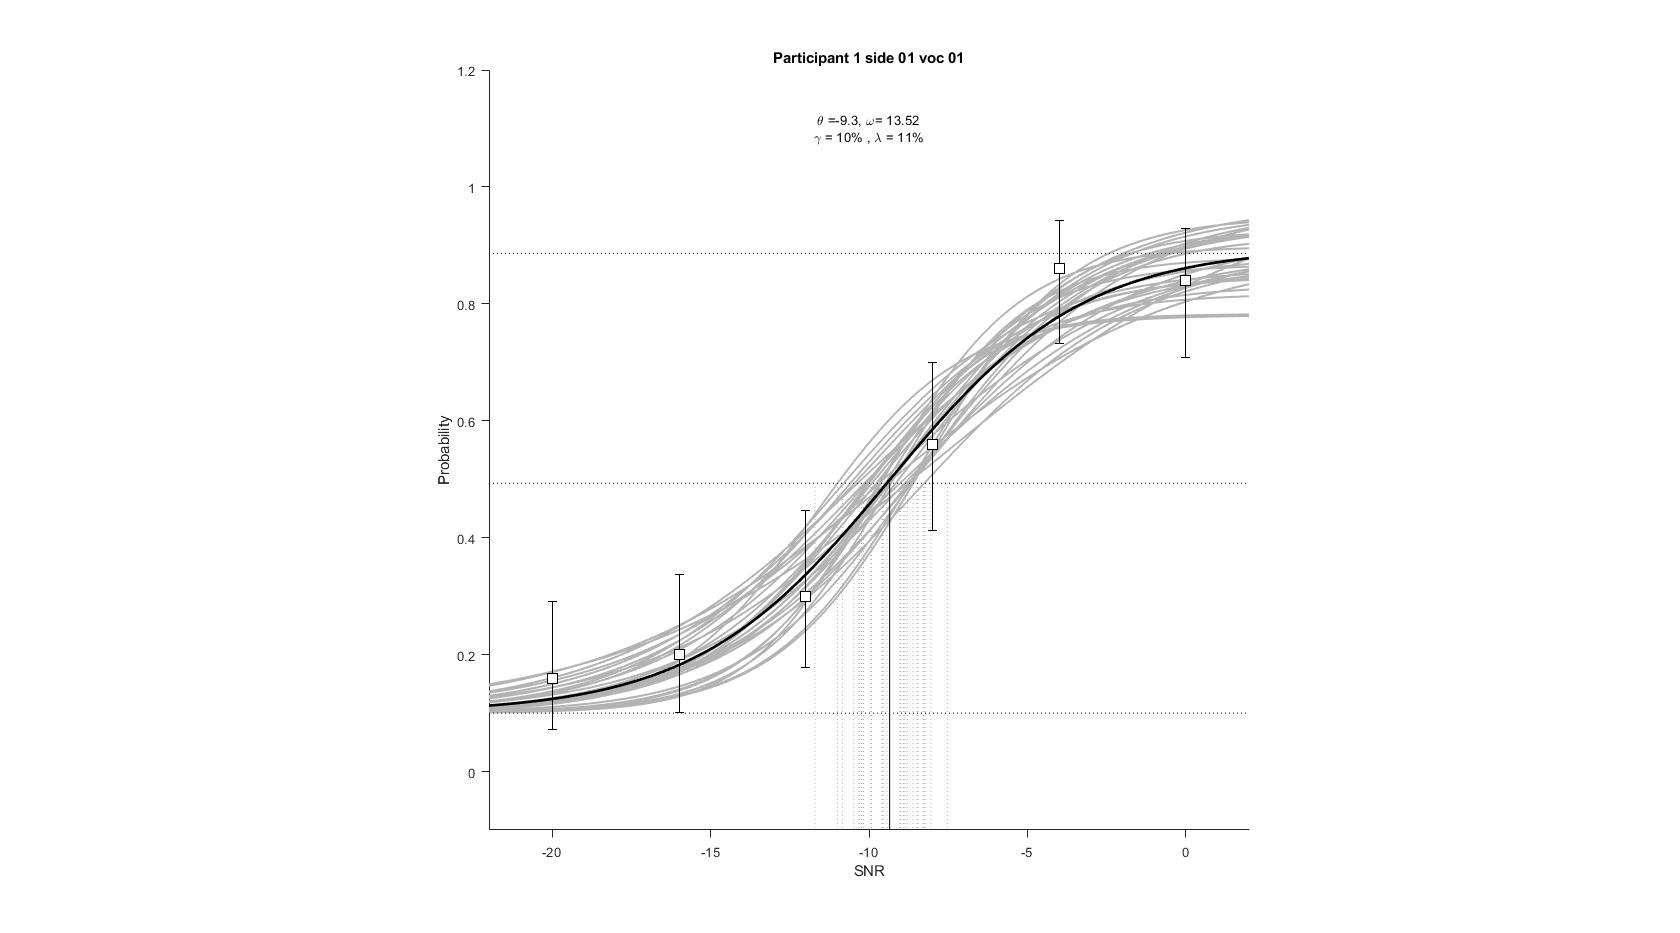 Participant 1 side 01 voc 01
θ =-9.3, ω= 13.52
γ = 10% , λ = 11%
1.2
1
0.8
0.6
0.4
0.2
0
Probability
-20 -15 -10 -5 0
SNR